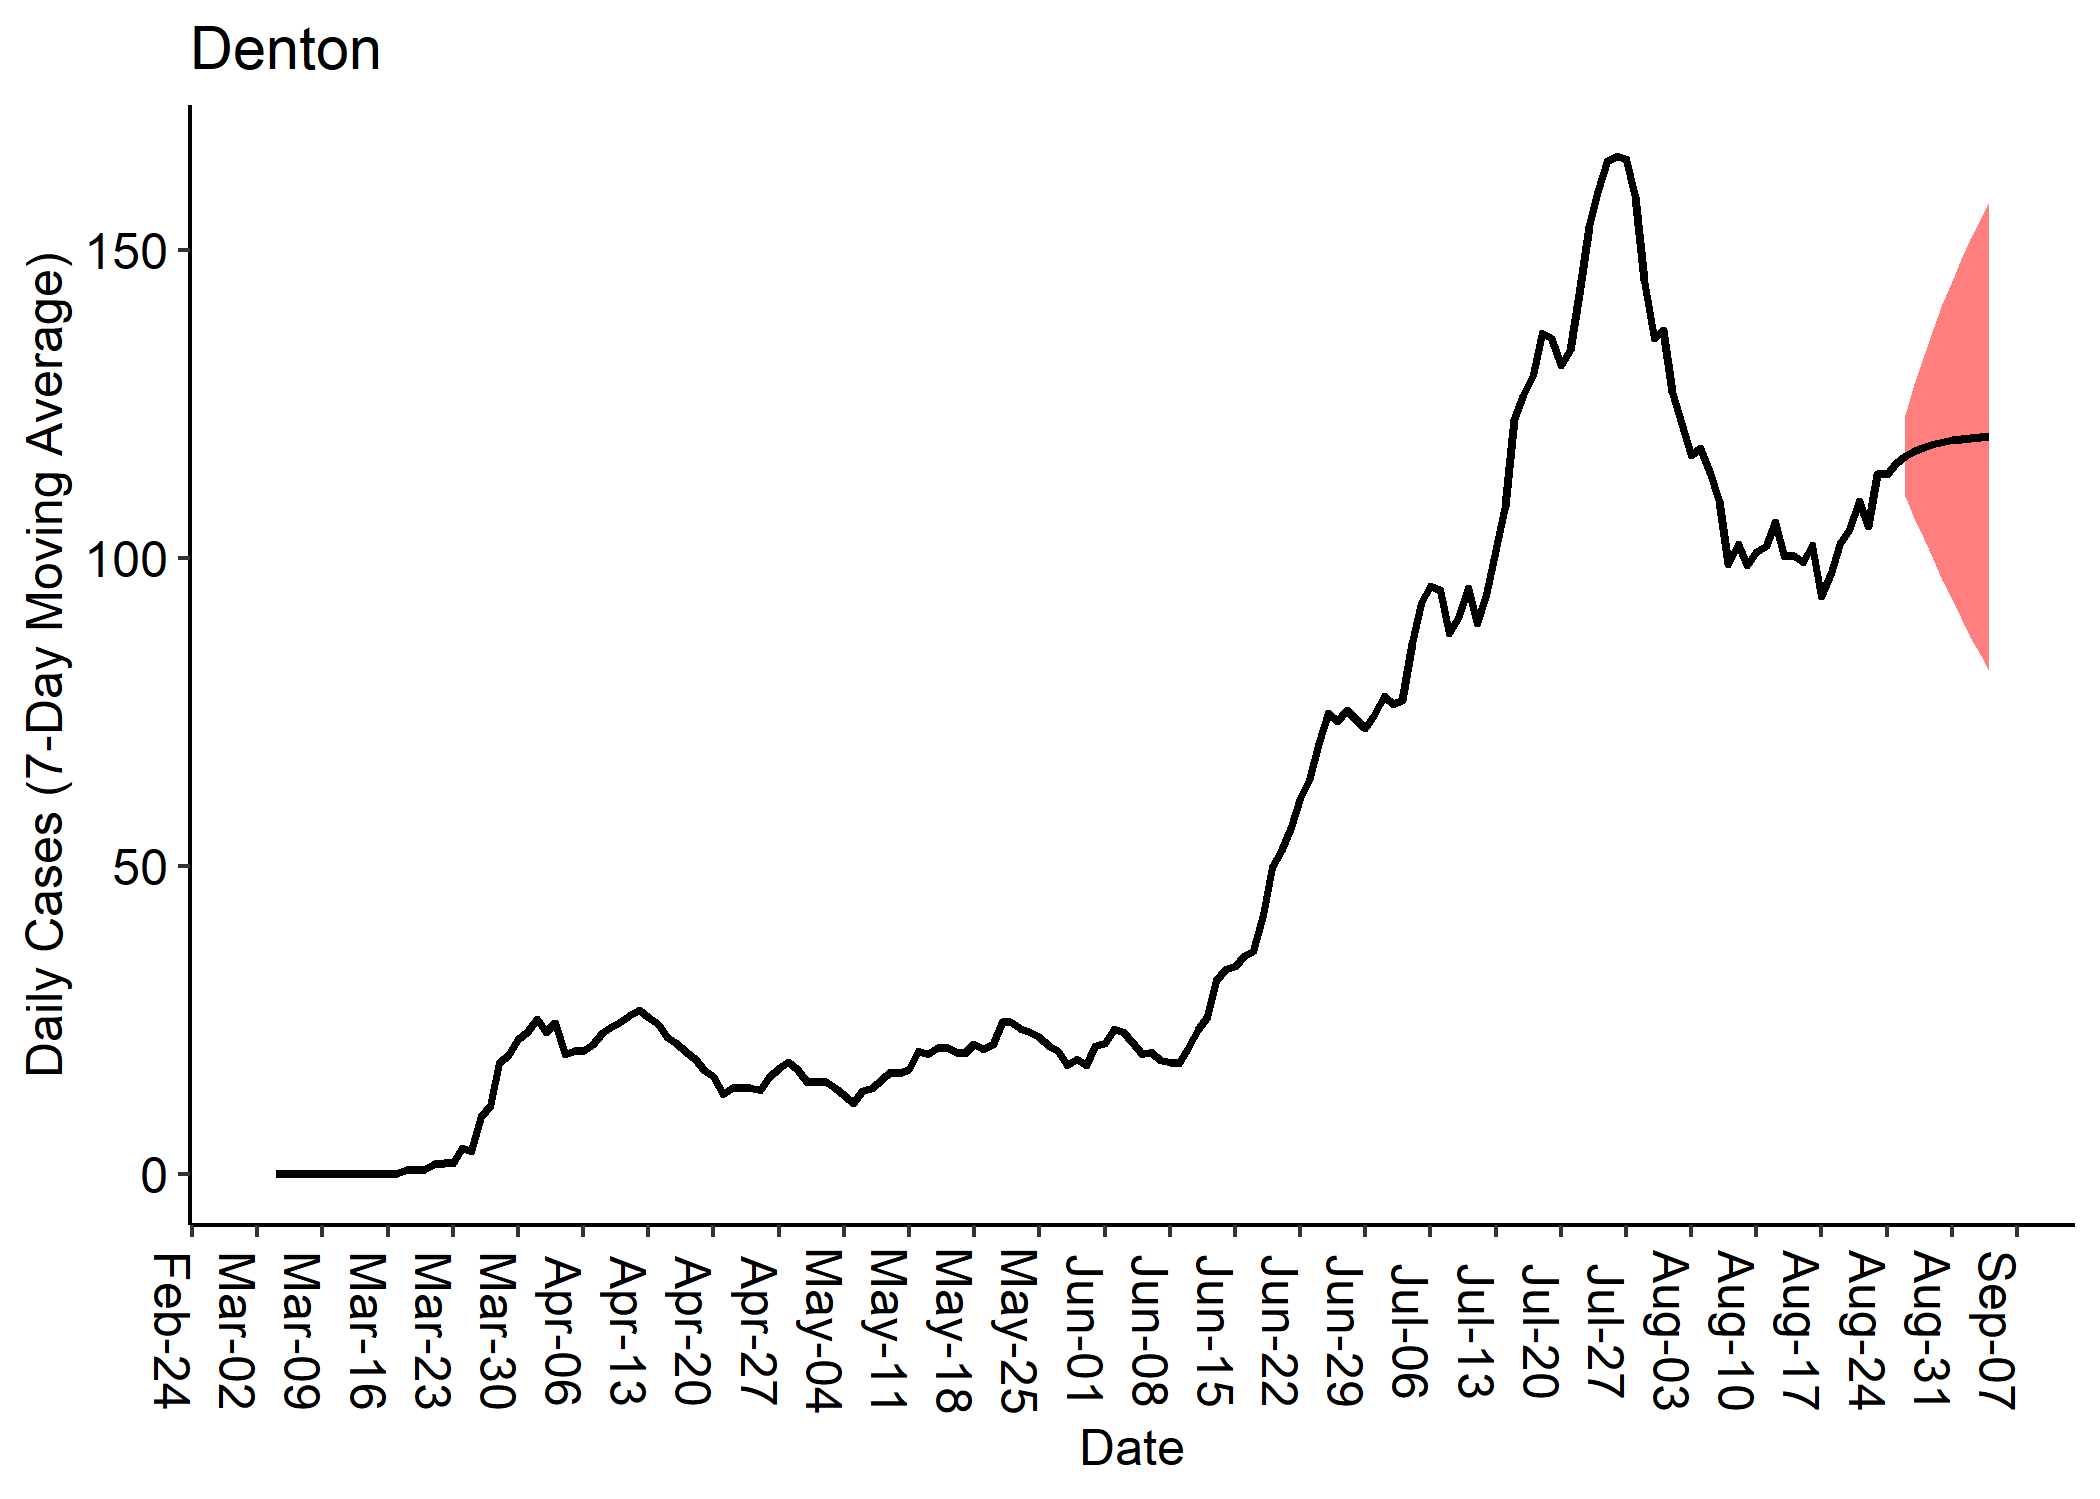 Denton
Daily Cases (7-Day Moving Average)
150
100
50
0
Feb-24
Mar-02
Mar-09
Mar-16
Mar-23
Mar-30
Apr-06
Apr-13
Apr-20
Apr-27
May-04
May-11
May-18
May-25
Jun-01
Jun-08
Jun-15
Jun-22
Jun-29
Jul-06
Jul-13
Jul-20
Jul-27
Aug-03
Aug-10
Aug-17
Aug-24
Aug-31
Sep-07
Date